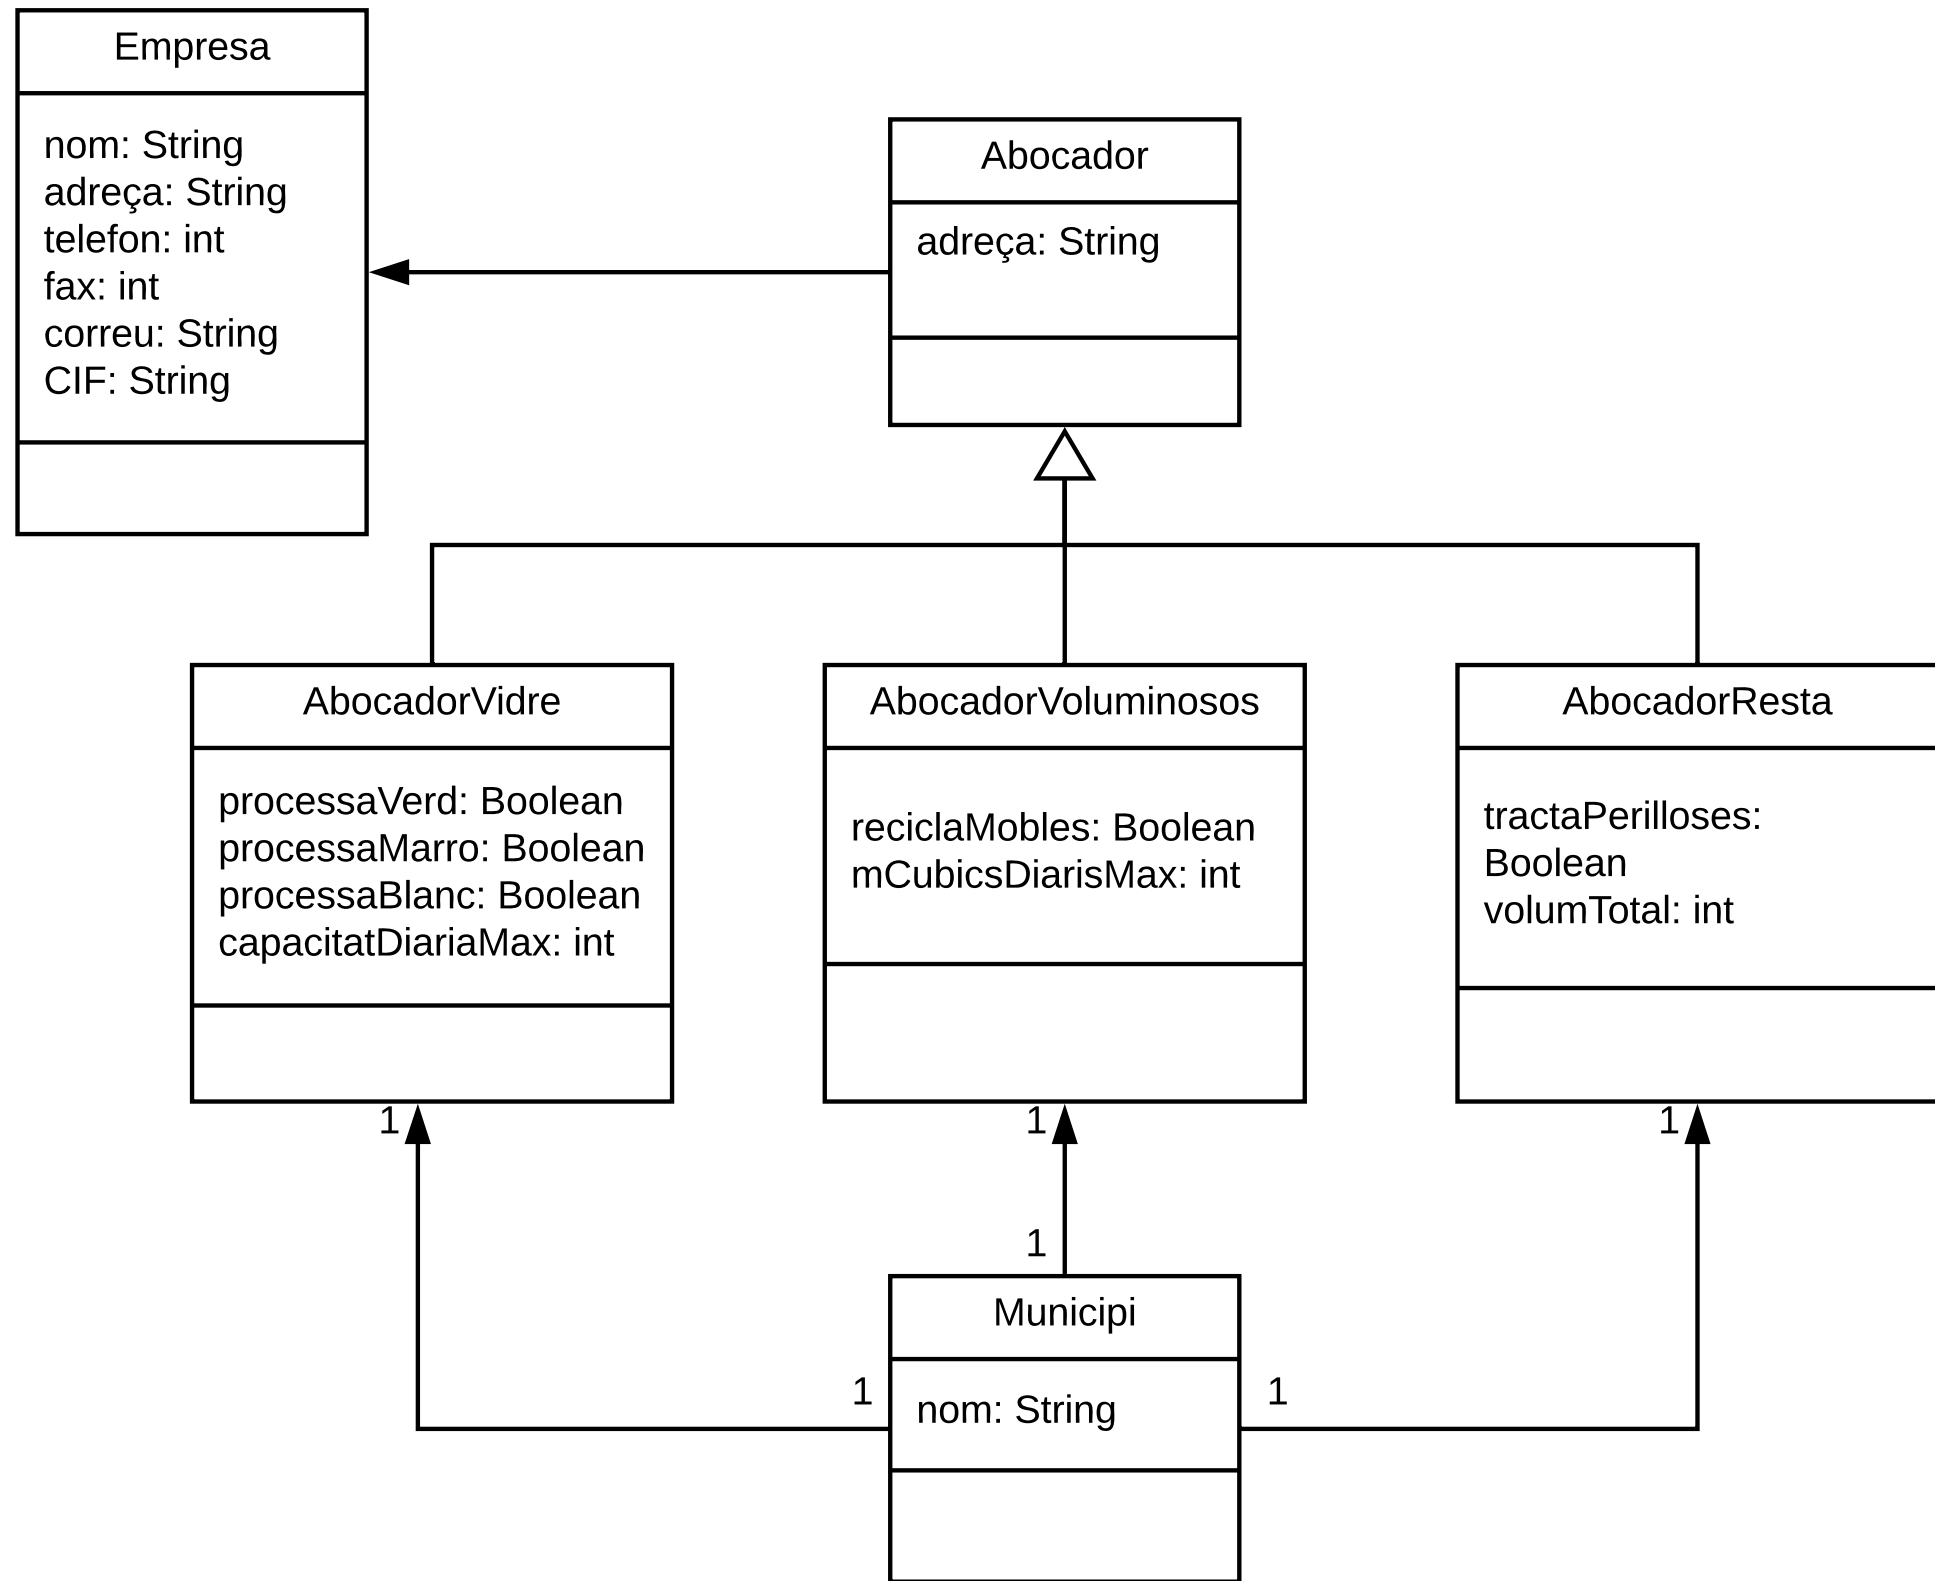 Empresa
nom: String
adreça: String
telefon: int
fax: int
correu: String
CIF: String
Abocador
adreça: String
AbocadorVidre
processaVerd: Boolean
processaMarro: Boolean
processaBlanc: Boolean
capacitatDiariaMax: int
AbocadorVoluminosos
reciclaMobles: Boolean
mCubicsDiarisMax: int
AbocadorResta
tractaPerilloses:
Boolean
volumTotal: int
1
1
1
1
1
1
Municipi
nom: String